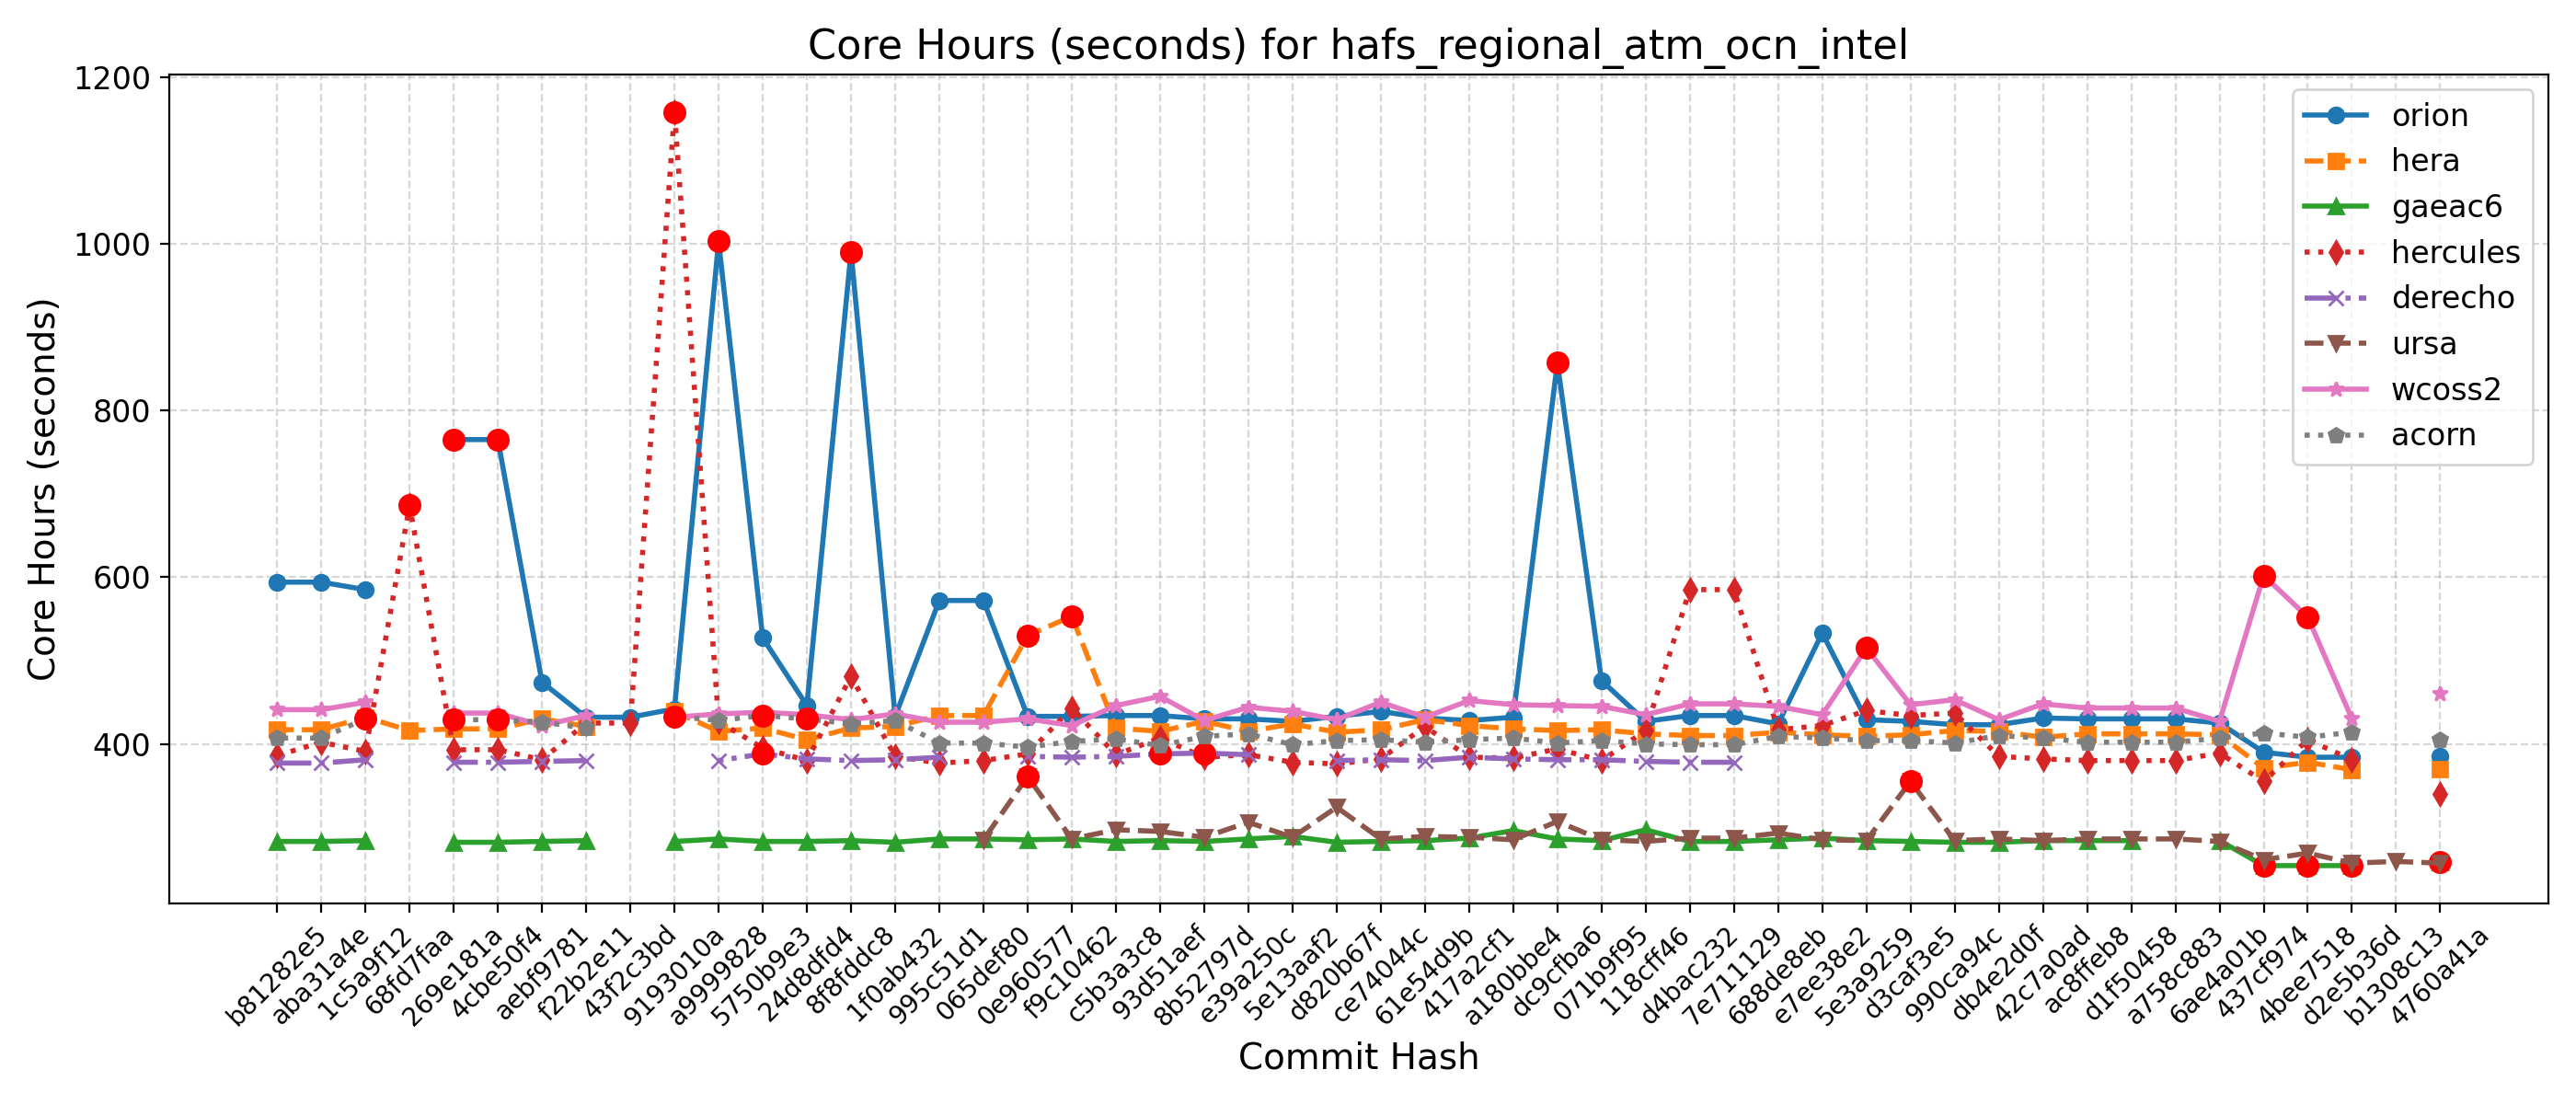 Core Hours (seconds) for hafs_regional_atm_ocn_intel
Core Hours (seconds)
1200
1000
800
600
400
orion
hera
gaeac6
hercules
derecho
ursa
wcoss2
acorn
b81282e5
aba31a4e
1c5a9f12
68fd7faa
269e181a
4cbe50f4
aebf9781
f22b2e11
43f2c3bd
9193010a
a9999828
5750b9e3
24d8dfd4
8f8fddc8
1f0ab432
995c51d1
065def80
0e960577
f9c10462
c5b3a3c8
93d51aef
8b52797d
e39a250c
5e13aaf2
d820b67f
ce74044c
61e54d9b
417a2cf1
a180bbe4
dc9cfba6
071b9f95
118cff46
d4bac232
7e711129
688de8eb
e7ee38e2
5e3a9259
d3caf3e5
990ca94c
db4e2d0f
42c7a0ad
ac8ffeb8
d1f50458
a758c883
6ae4a01b
437cf974
4bee7518
d2e5b36d
b1308c13
4760a41a
Commit Hash